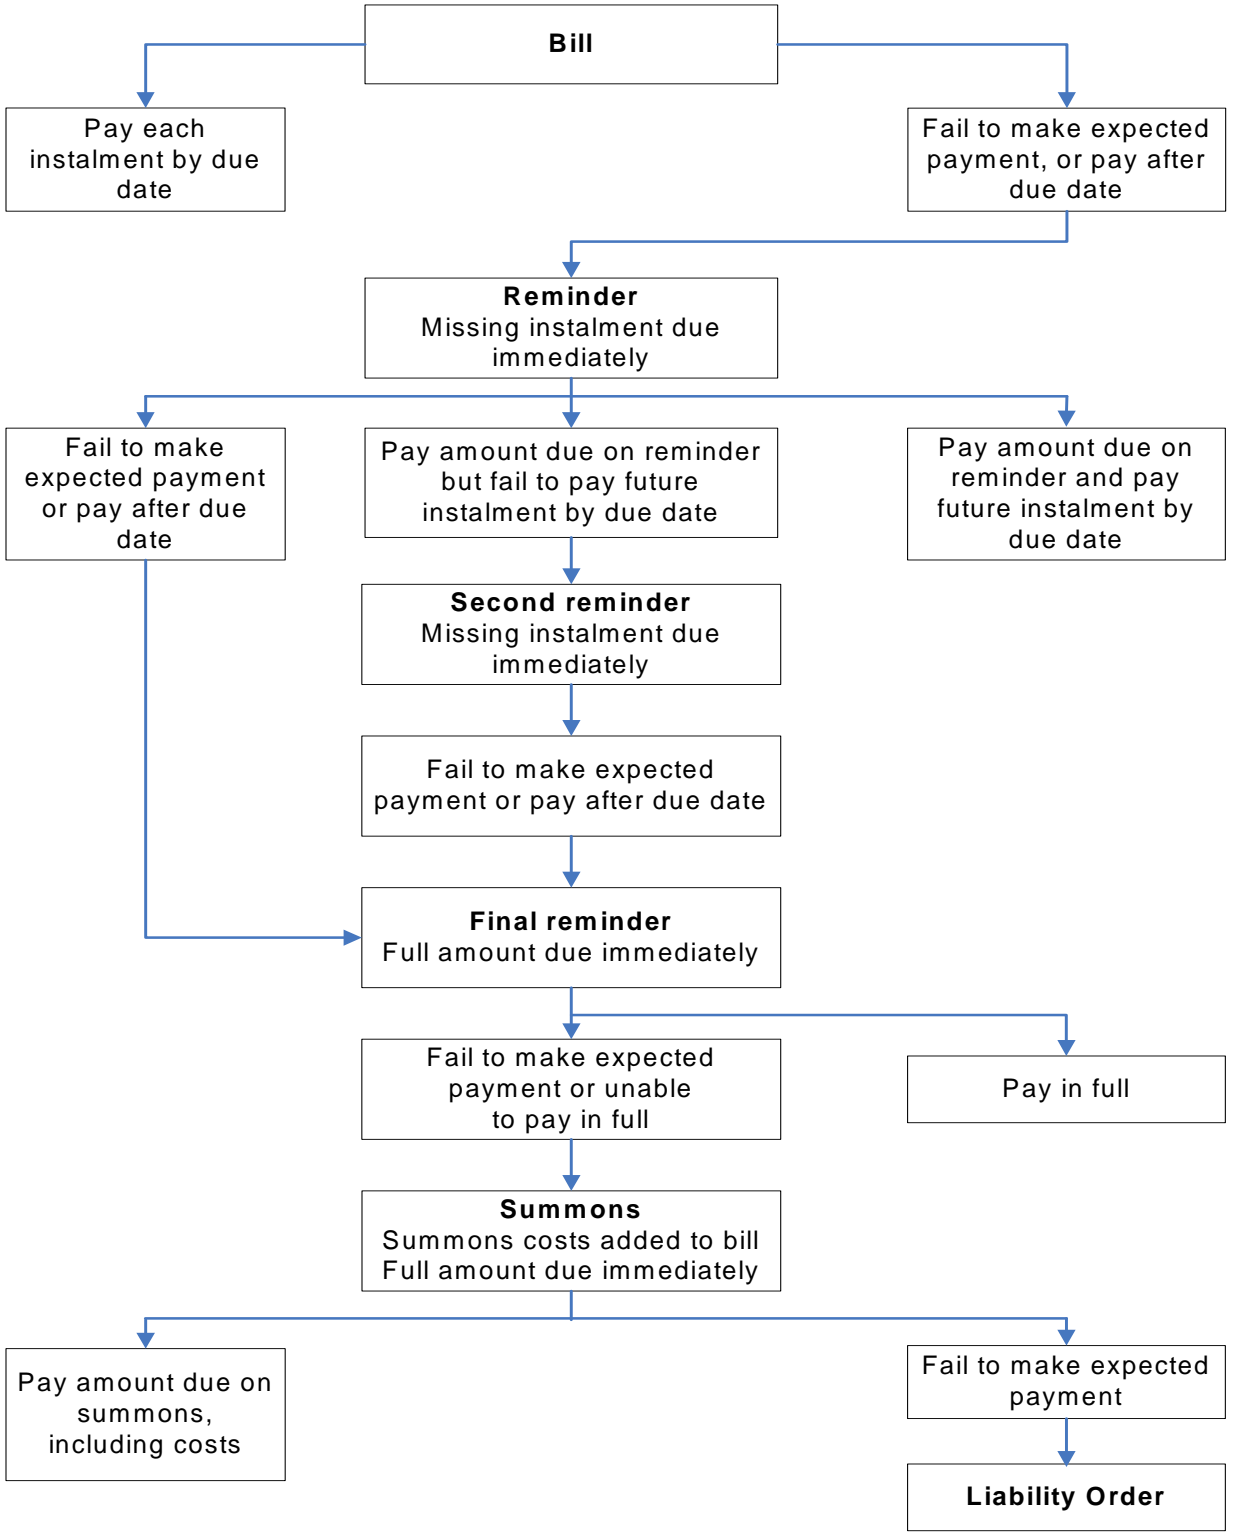 Bill
Pay each
instalment by due
date
Fail to make expected
payment, or pay after
due date
Reminder
Missing instalment due
immediately
Fail to make
expected payment
or pay after due
date
Pay amount due on reminder
but fail to pay future
instalment by due date
Pay amount due on
reminder and pay
future instalment by
due date
Second reminder
Missing instalment due
immediately
Fail to make expected
payment or pay after due date
Final reminder
Full amount due immediately
Fail to make expected
payment or unable
to pay in full
Pay in full
Summons
Summons costs added to bill
Full amount due immediately
Pay amount due on
summons,
including costs
Fail to make expected
payment
Liability Order